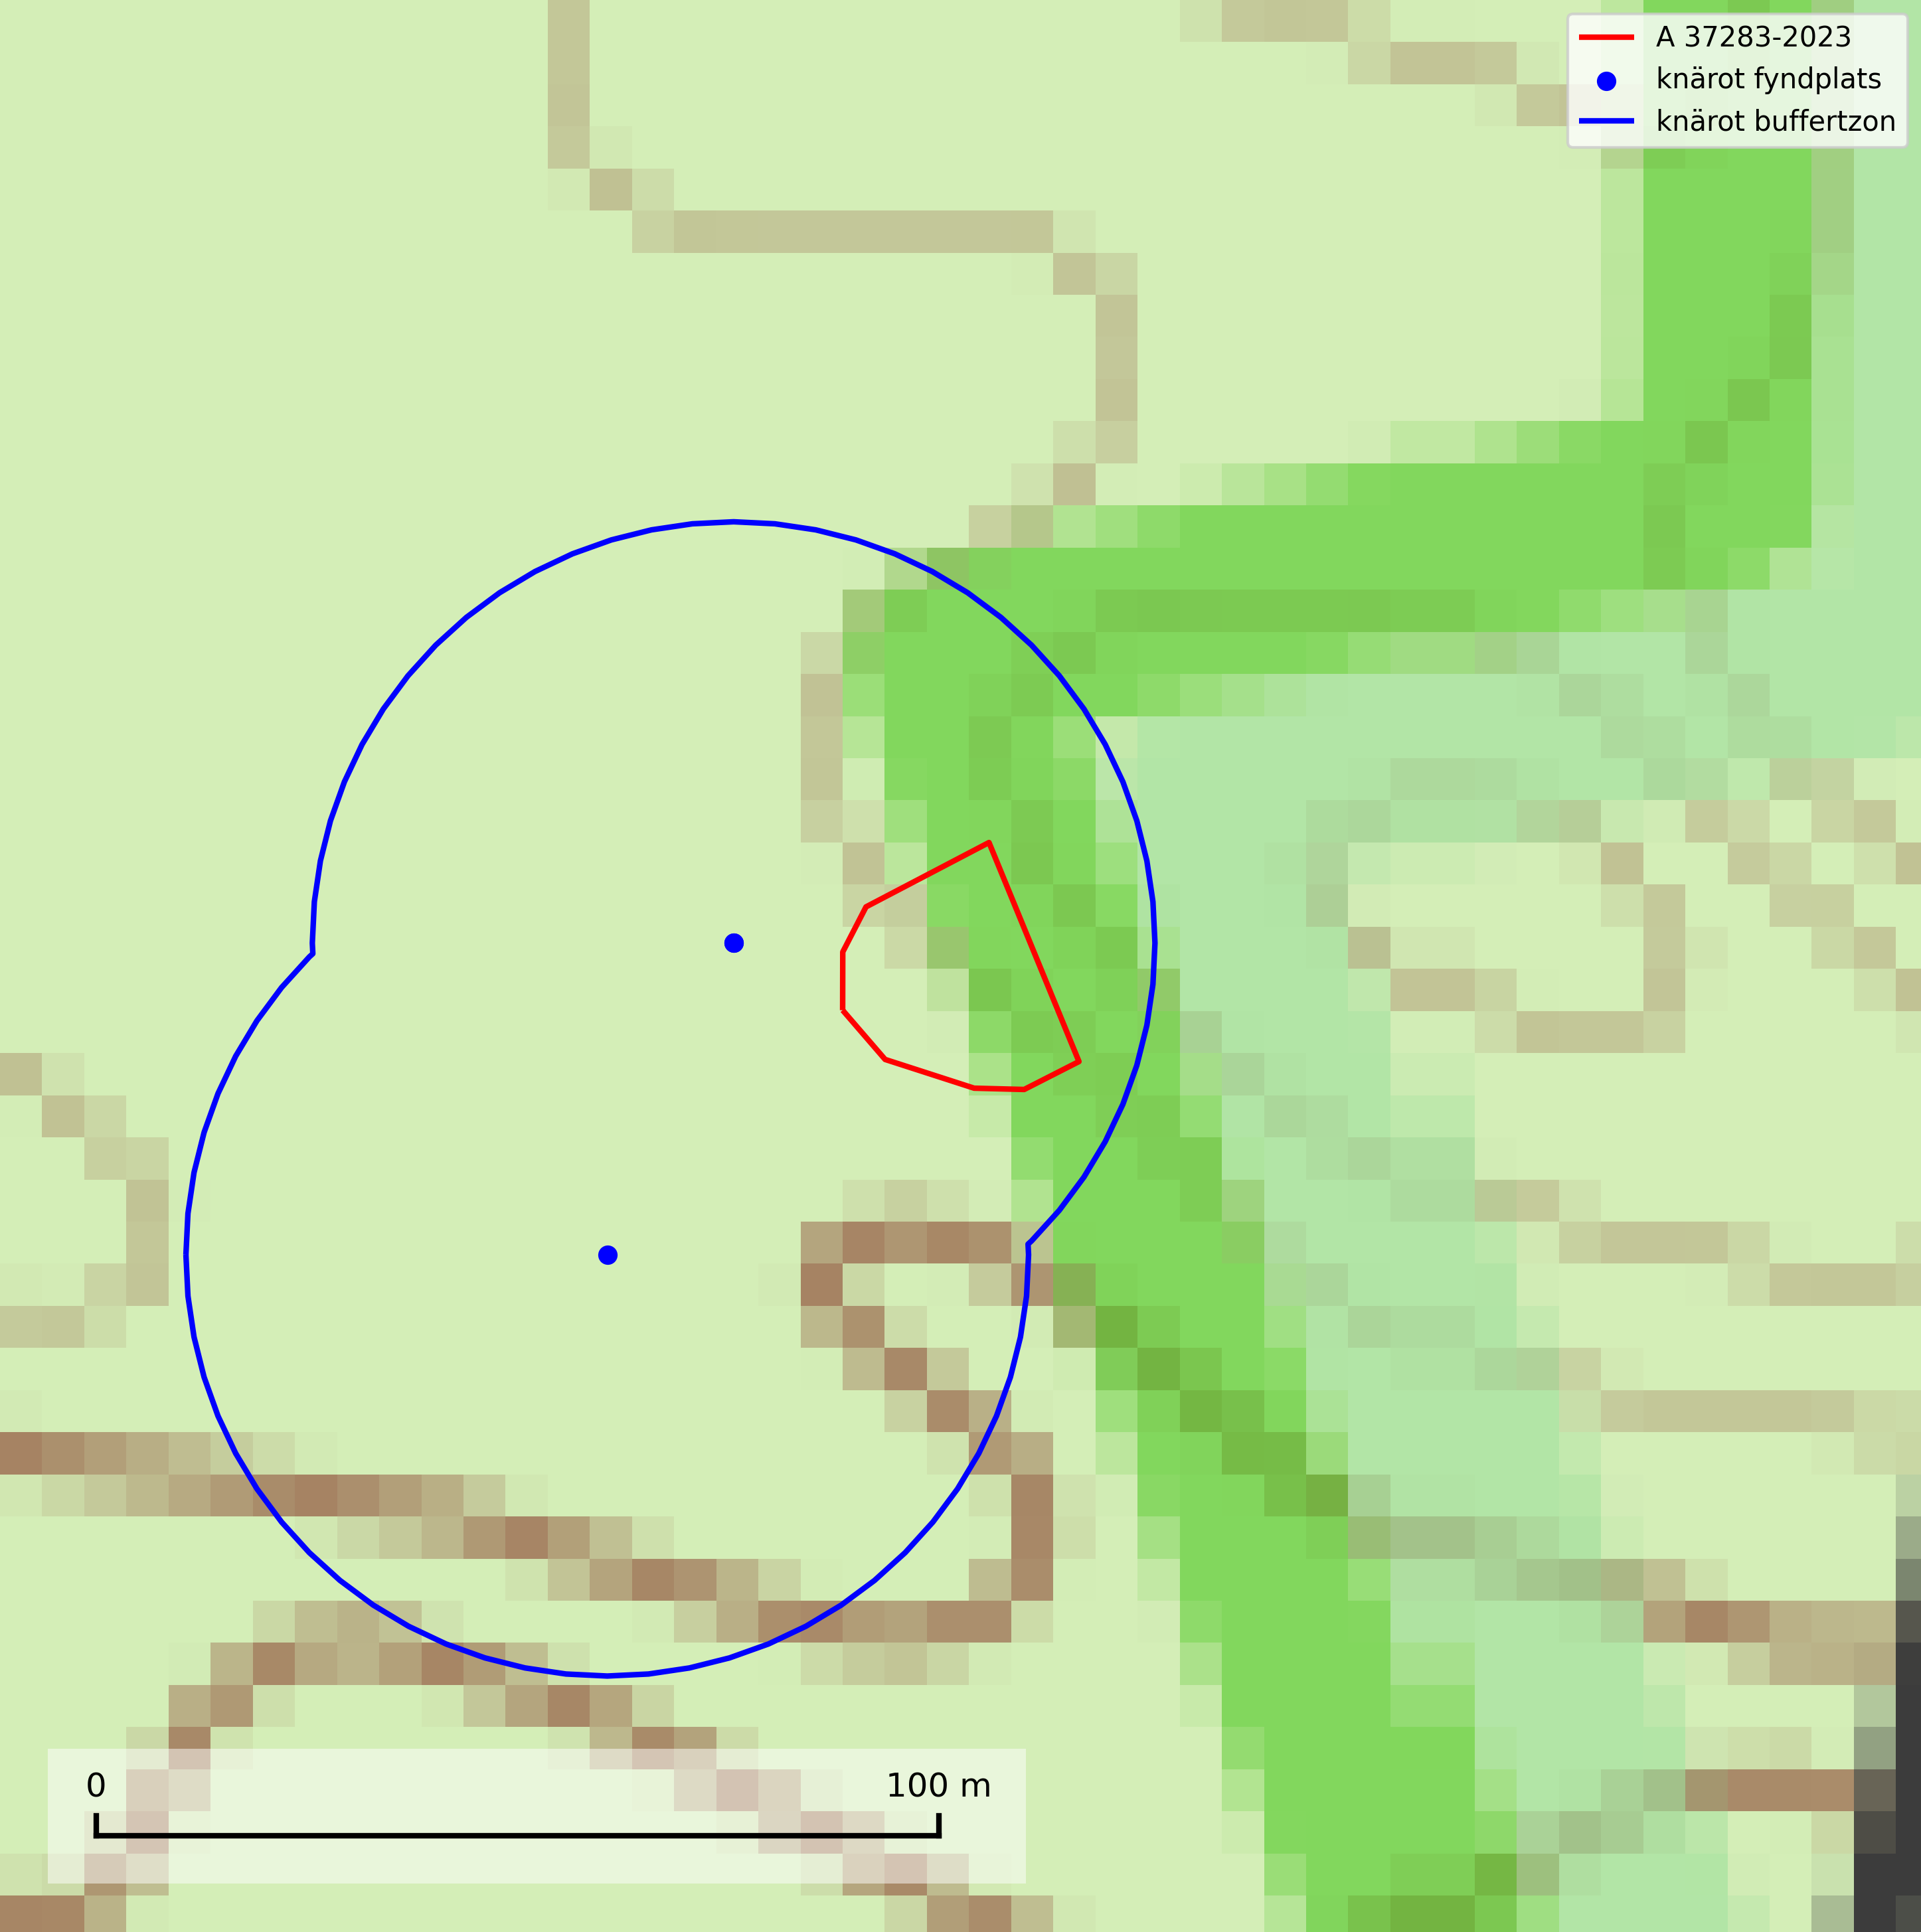 A 37283-2023
knärot fyndplats
knärot buffertzon
0 100 m